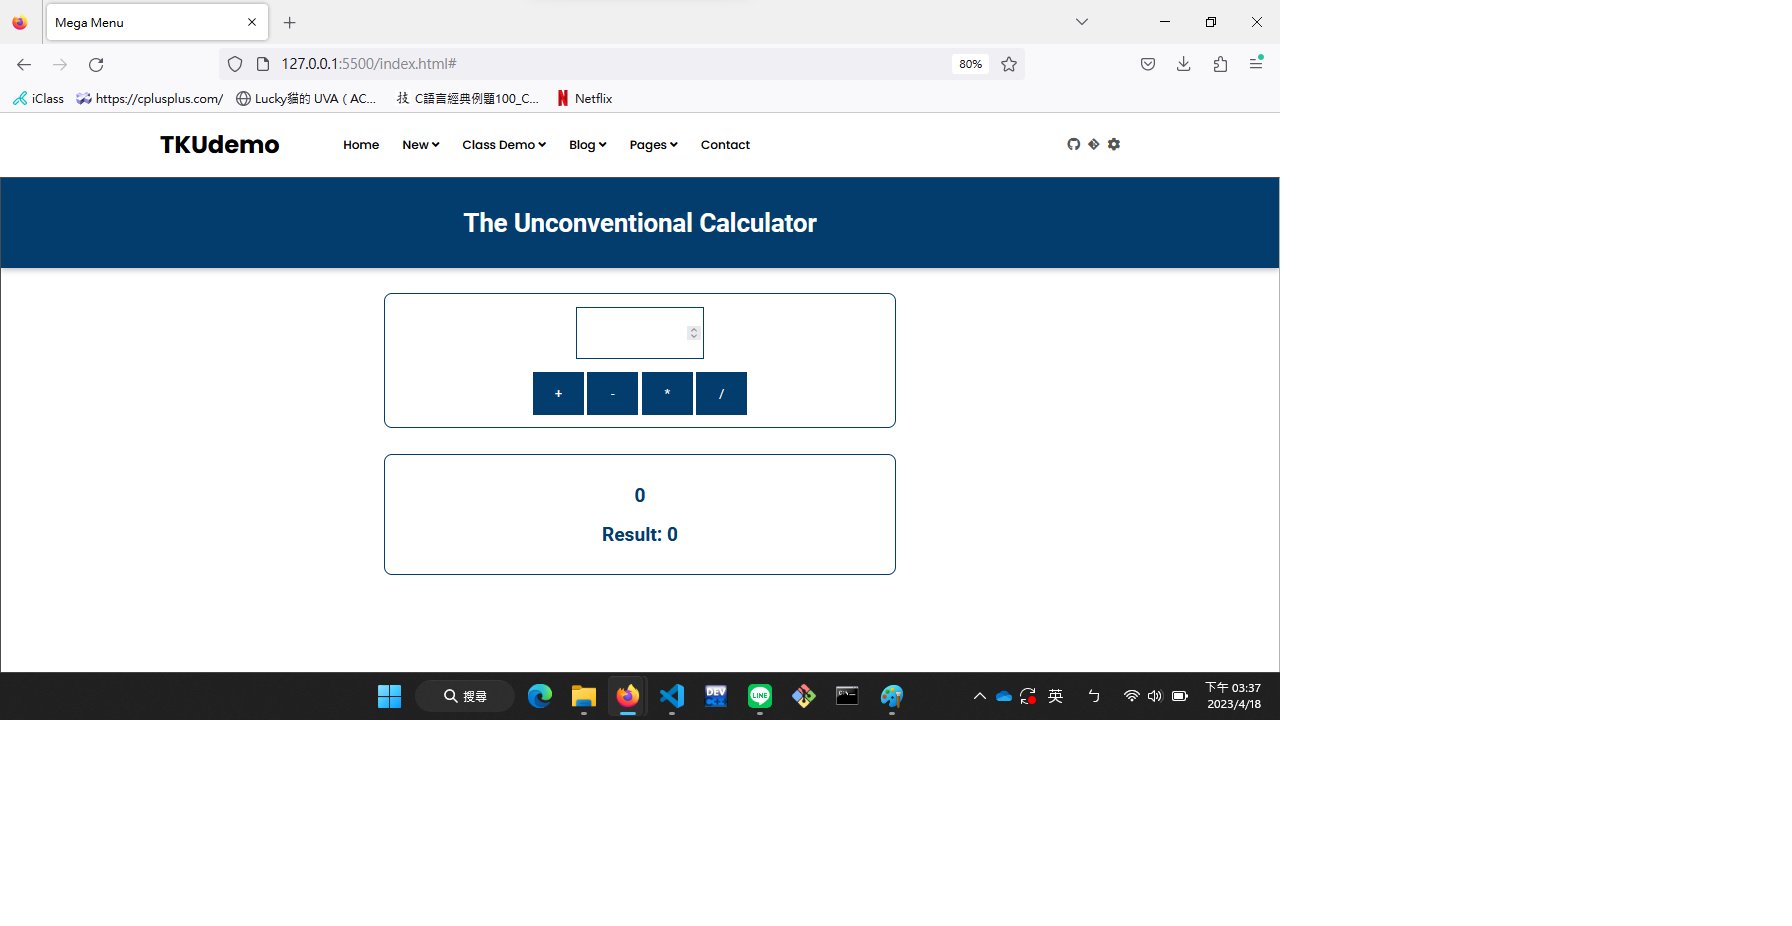 Mega Menu
127.0.0.1:5500/index.html#
80%
iClass
https://cplusplus.com/
Lucky貓的 UVA ( AC...
技
C語言經典例題100_C...
Netflix
TKUdemo
Home
New
Class Demo
Blog
Pages
Contact
The Unconventional Calculator
+
-
*
/
0
Result: 0
搜尋
DEV
C++
LINE
C:\
英
ㄅ
下午 03:37
2023/4/18